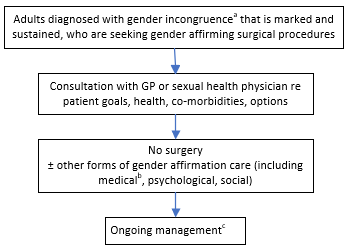 Adults diagnosed with gender incongruenceᵃ that is marked and
sustained, who are seeking gender affirming surgical procedures
Consultation with GP or sexual health physician re
patient goals, health, co-morbidities, options
No surgery
± other forms of gender affirmation care (including
medicalᵇ, psychological, social)
Ongoing managementᶜ